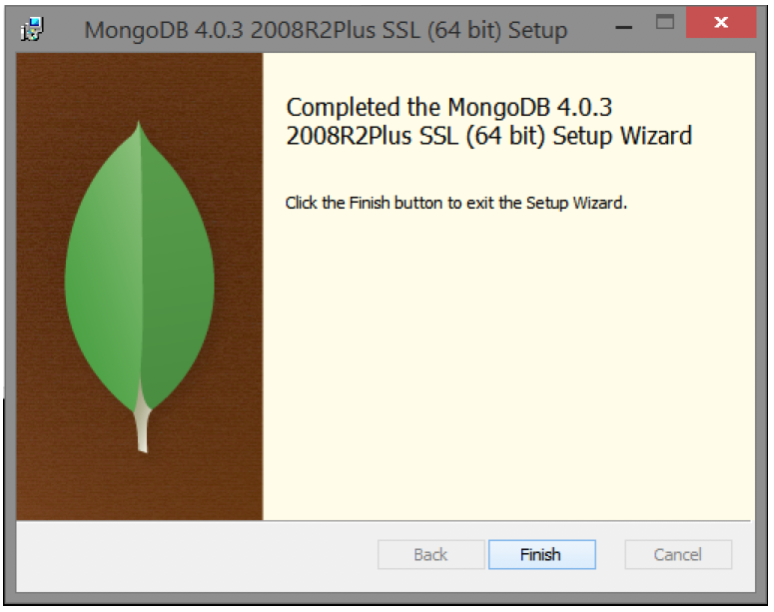 MongoDB 4.0.3 2008R2Plus SSL (64 bit) Setup
Completed the MongoDB 4.0.3
2008R2Plus SSL (64 bit) Setup Wizard
Click the Finish button to exit the Setup Wizard.
Back Finish Cancel